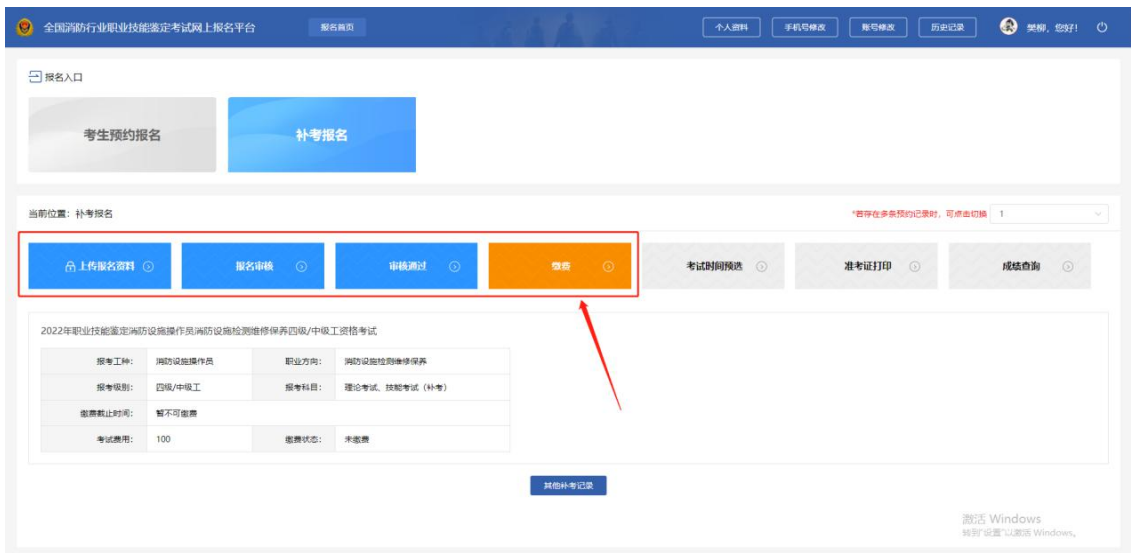 全国消防行业职业技能鉴定考试网上报名平台 报名首页 个人资料 手机号修改 账号修改 历史记录 樊柳，您好！
报名入口
考生预约报名 补考报名
当前位置：补考报名 *若存在多条预约记录时，可点击切换 1
上传报名资料 报名审核 审核通过 缴费 考试时间预选 准考证打印 成绩查询
2022年职业技能鉴定消防设施操作员消防设施检测维修保养四级/中级工资格考试
报考工种： 消防设施操作员 职业方向： 消防设施检测维修保养
报考级别： 四级/中级工 报考科目： 理论考试、技能考试（补考）
缴费截止时间： 暂不可缴费
考试费用： 100 缴费状态： 未缴费
其他补考记录
激活 Windows
转到"设置"以激活 Windows。